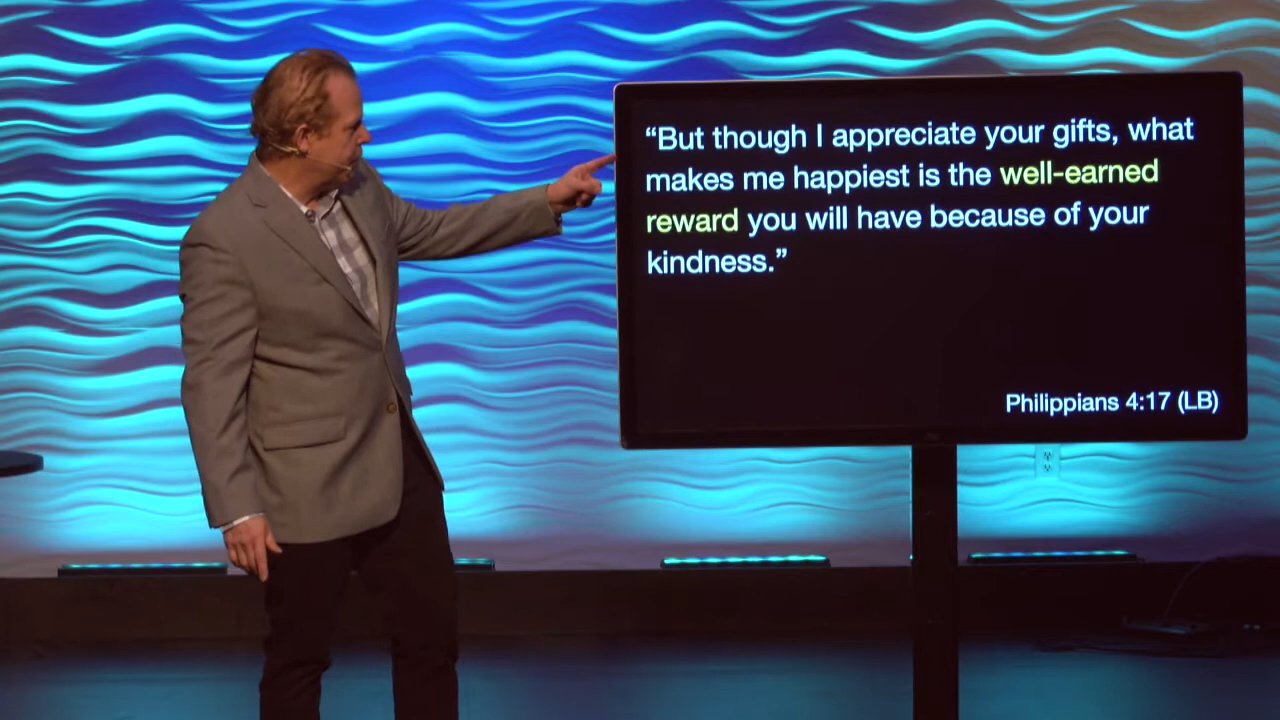 “But though I appreciate your gifts, what
makes me happiest is the well-earned
reward you will have because of your
kindness.”
Philippians 4:17 (LB)